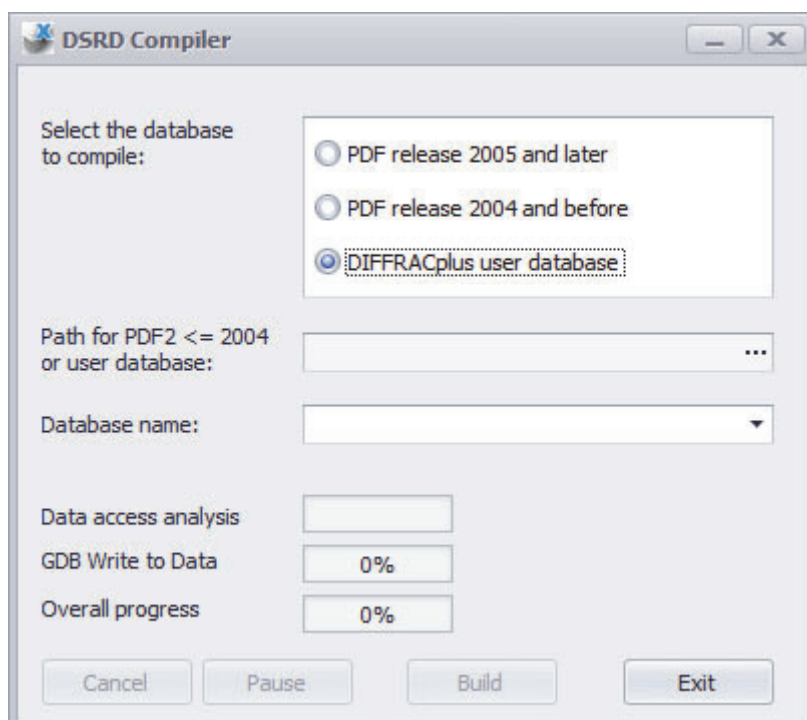 DSRD Compiler
Select the database
to compile:
PDF release 2005 and later
PDF release 2004 and before
DIFFRACplus user database
Path for PDF2 <= 2004
or user database:
...
Database name:
Data access analysis
GDB Write to Data
0%
Overall progress
0%
Cancel
Pause
Build
Exit